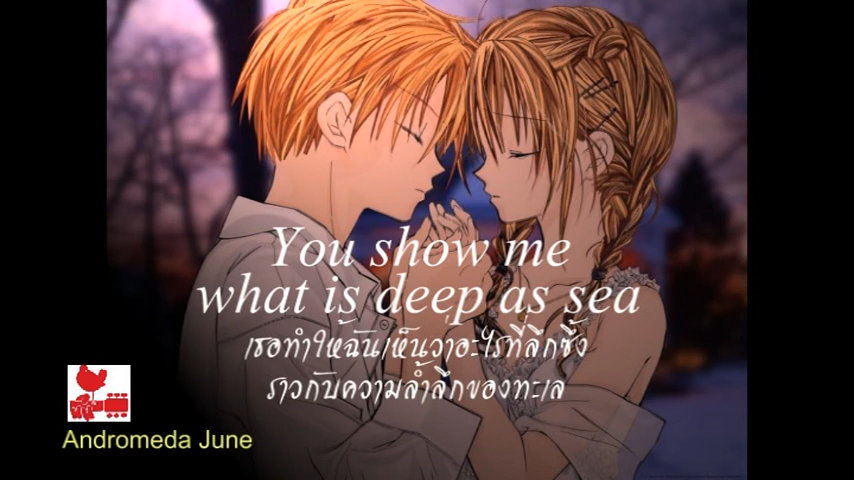 You show me
what is deep as sea
เธอทำให้ฉันเห็นว่าอะไรที่ลึกซึ้ง
ราวกับความล้ำลึกของทะเล
Andromeda June